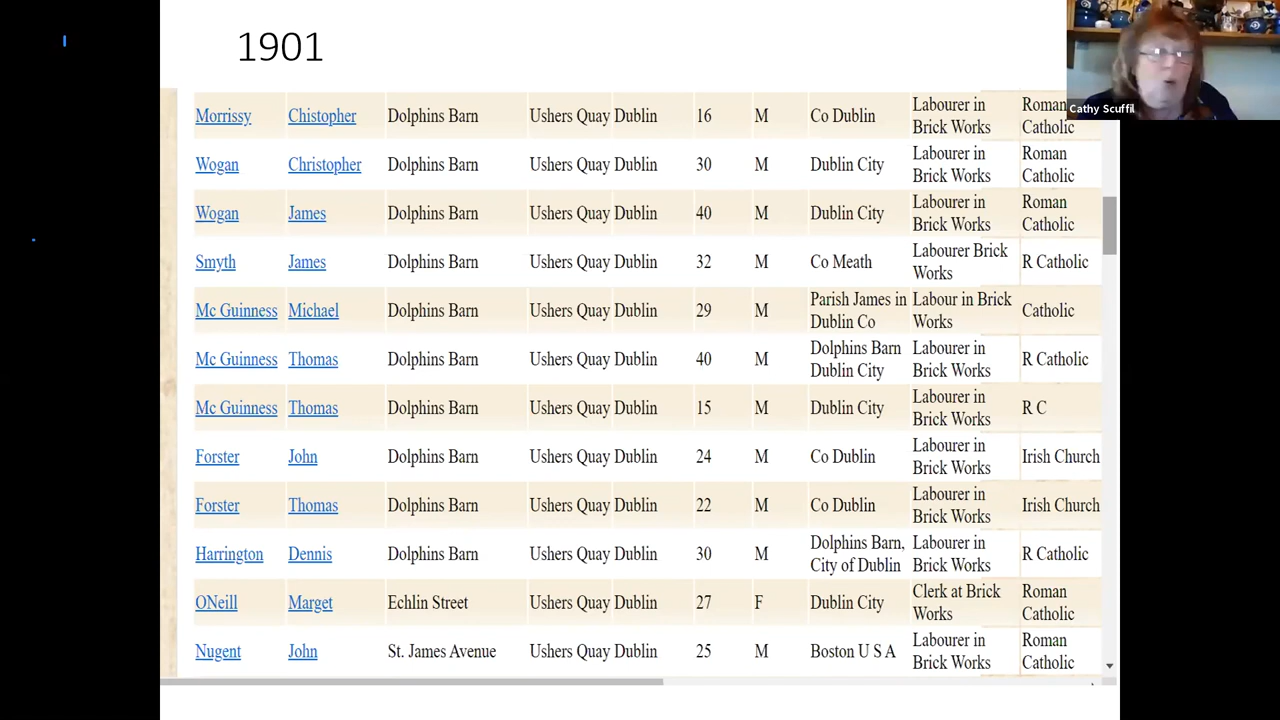 1901
Cathy Scuffil
Morrissy Chistopher Dolphins Barn Ushers Quay Dublin 16 M Co Dublin Labourer in Brick Works Roman Catholic
Wogan Christopher Dolphins Barn Ushers Quay Dublin 30 M Dublin City Labourer in Brick Works Roman Catholic
Wogan James Dolphins Barn Ushers Quay Dublin 40 M Dublin City Labourer in Brick Works Roman Catholic
Smyth James Dolphins Barn Ushers Quay Dublin 32 M Co Meath Labourer Brick Works R Catholic
Mc Guinness Michael Dolphins Barn Ushers Quay Dublin 29 M Parish James in Dublin Co Labour in Brick Works Catholic
Mc Guinness Thomas Dolphins Barn Ushers Quay Dublin 40 M Dolphins Barn Dublin City Labourer in Brick Works R Catholic
Mc Guinness Thomas Dolphins Barn Ushers Quay Dublin 15 M Dublin City Labourer in Brick Works R C
Forster John Dolphins Barn Ushers Quay Dublin 24 M Co Dublin Labourer in Brick Works Irish Church
Forster Thomas Dolphins Barn Ushers Quay Dublin 22 M Co Dublin Labourer in Brick Works Irish Church
Harrington Dennis Dolphins Barn Ushers Quay Dublin 30 M Dolphins Barn, City of Dublin Labourer in Brick Works R Catholic
ONeill Marget Echlin Street Ushers Quay Dublin 27 F Dublin City Clerk at Brick Works Roman Catholic
Nugent John St. James Avenue Ushers Quay Dublin 25 M Boston U S A Labourer in Brick Works Roman Catholic